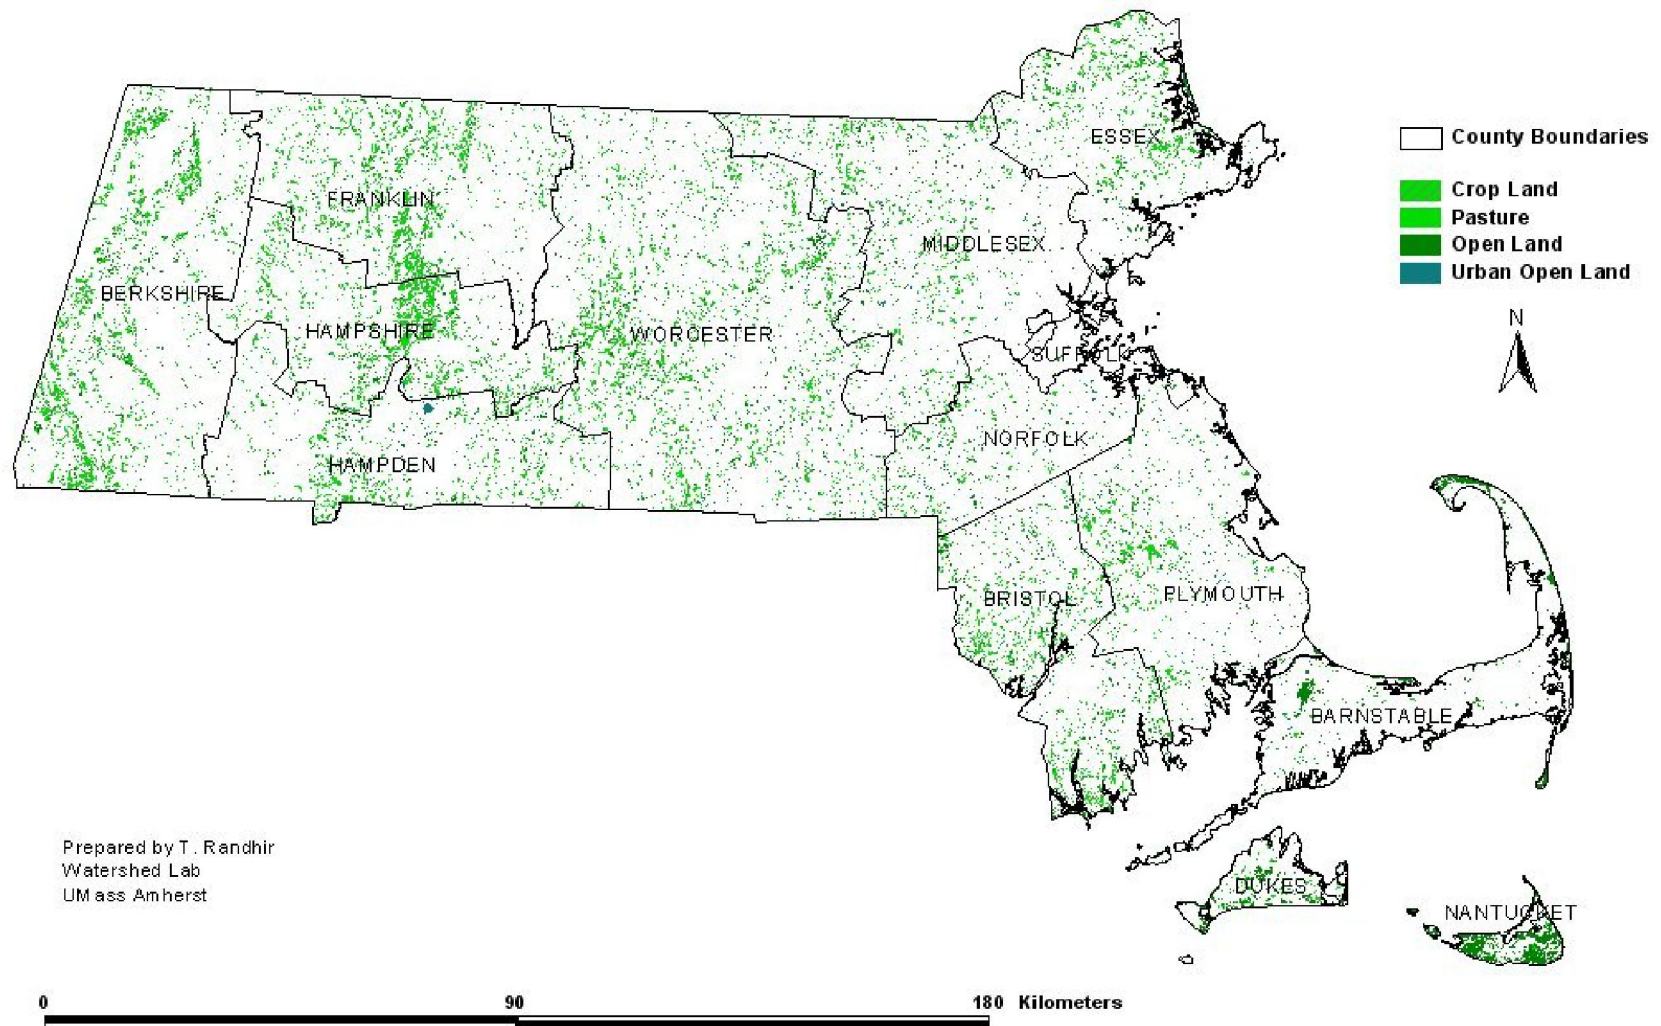 ESSEX
County Boundaries
Crop Land
Pasture
Open Land
Urban Open Land
N
FRANKLIN
MIDDLESEX
BERKSHIRE
HAMPSHIRE
WORCESTER
SUFFOLK
NORFOLK
HAMPDEN
BRISTOL
PLYMOUTH
BARNSTABLE
DUKES
NANTUCKET
Prepared by T. Randhir
Watershed Lab
UMass Amherst
0 90 180 Kilometers